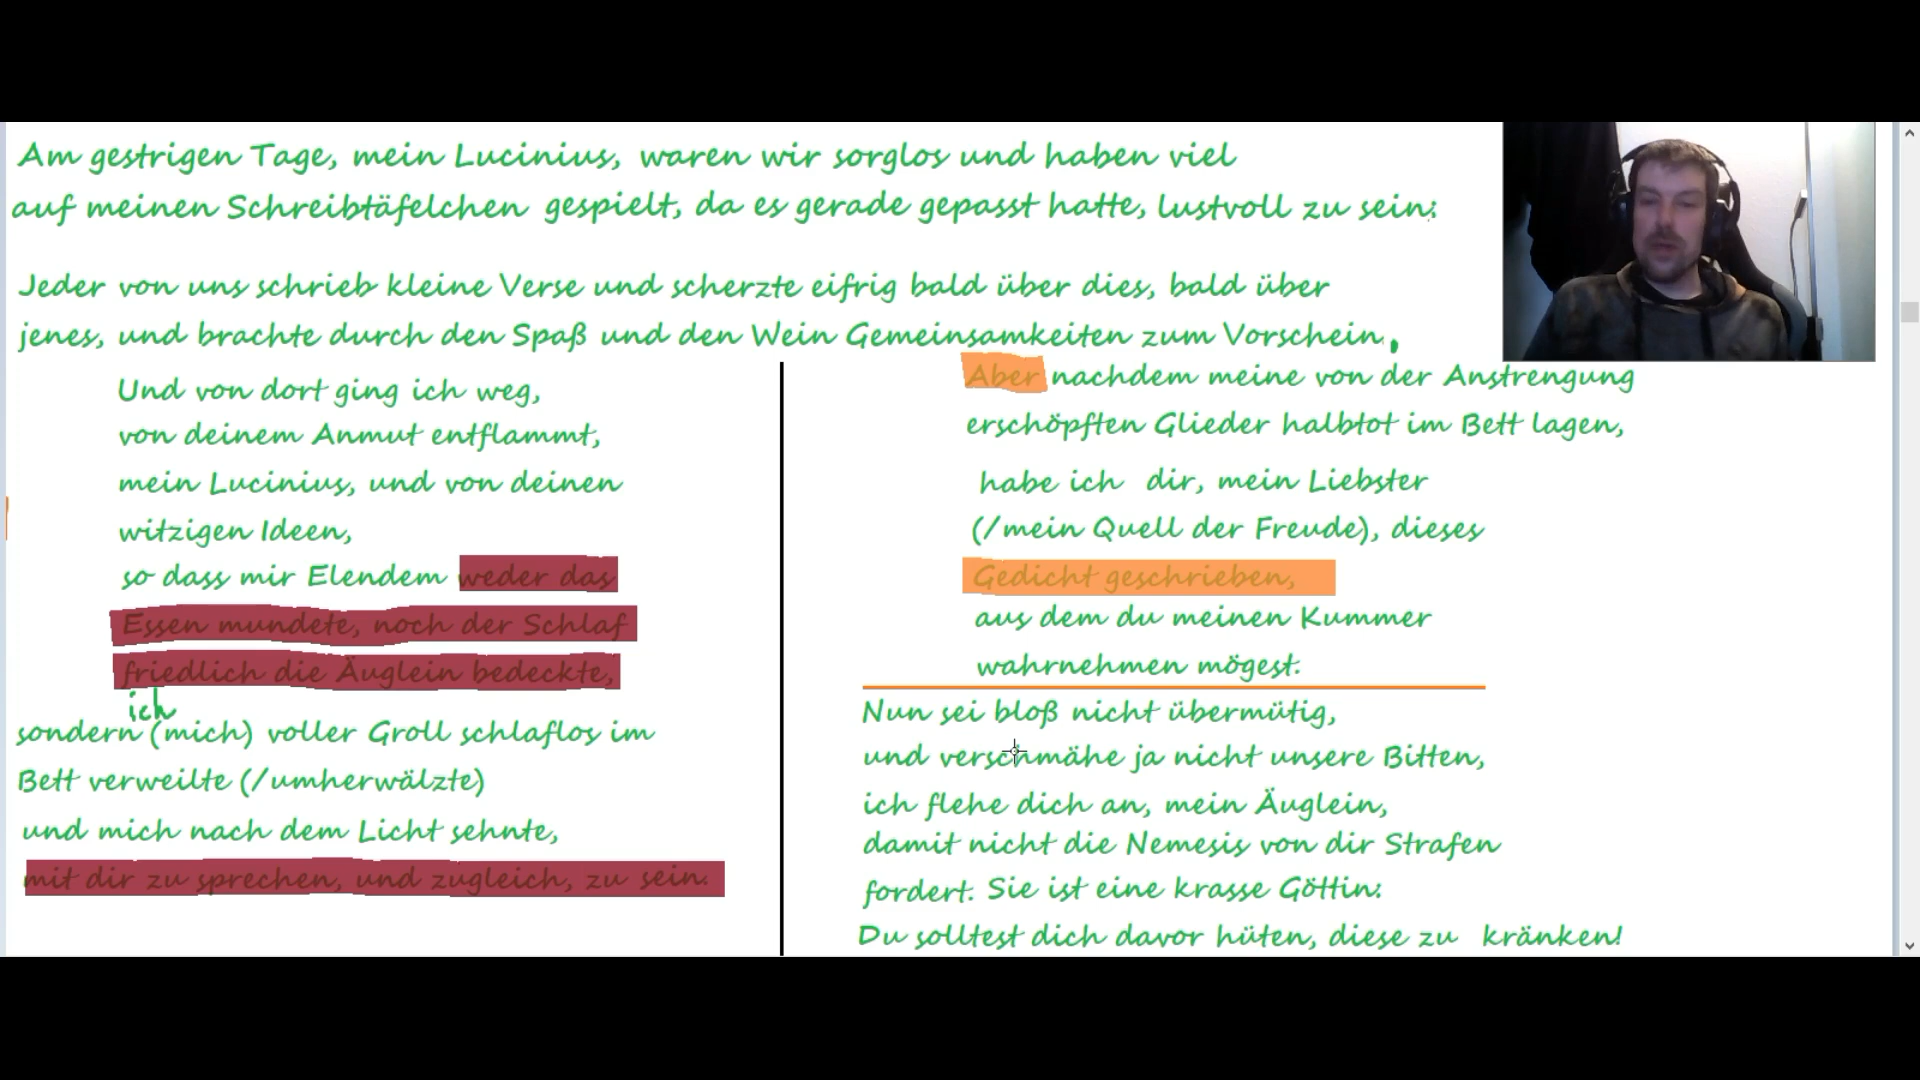 Am gestrigen Tage, mein Lucinius, waren wir sorglos und haben viel
auf meinen Schreibtäfelchen gespielt, da es gerade gepasst hatte, lustvoll zu sein:
Jeder von uns schrieb kleine Verse und scherzte eifrig bald über dies, bald über
jenes, und brachte durch den Spaß und den Wein Gemeinsamkeiten zum Vorschein.
Und von dort ging ich weg,
von deinem Anmut entflammt,
mein Lucinius, und von deinen
witzigen Ideen,
so dass mir Elendem weder das
Essen mundete, noch der Schlaf
friedlich die Äuglein bedeckte,
ich
sondern (mich) voller Groll schlaflos im
Bett verweilte (/umherwälzte)
und mich nach dem Licht sehnte,
mit dir zu sprechen, und zugleich, zu sein.
Aber nachdem meine von der Anstrengung
erschöpften Glieder halbtot im Bett lagen,
habe ich dir, mein Liebster
(/mein Quell der Freude), dieses
Gedicht geschrieben,
aus dem du meinen Kummer
wahrnehmen mögest.
Nun sei bloß nicht übermütig,
und verschmähe ja nicht unsere Bitten,
ich flehe dich an, mein Äuglein,
damit nicht die Nemesis von dir Strafen
fordert. Sie ist eine krasse Göttin:
Du solltest dich davor hüten, diese zu kränken!